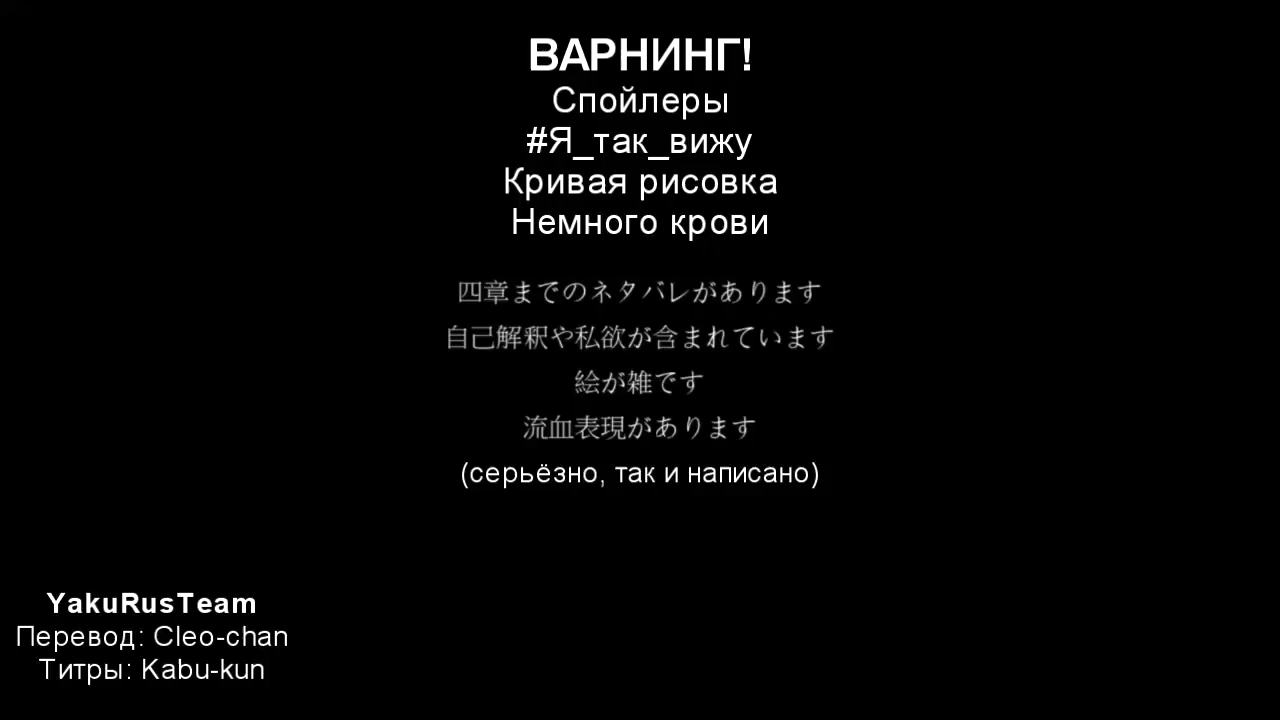 ВАРНИНГ!
Спойлеры
#Я_так_вижу
Кривая рисовка
Немного крови
四章までのネタバレがあります
自己解釈や私欲が含まれています
絵が雑です
流血表現があります
(серьёзно, так и написано)
YakuRusTeam
Перевод: Cleo-chan
Титры: Kabu-kun